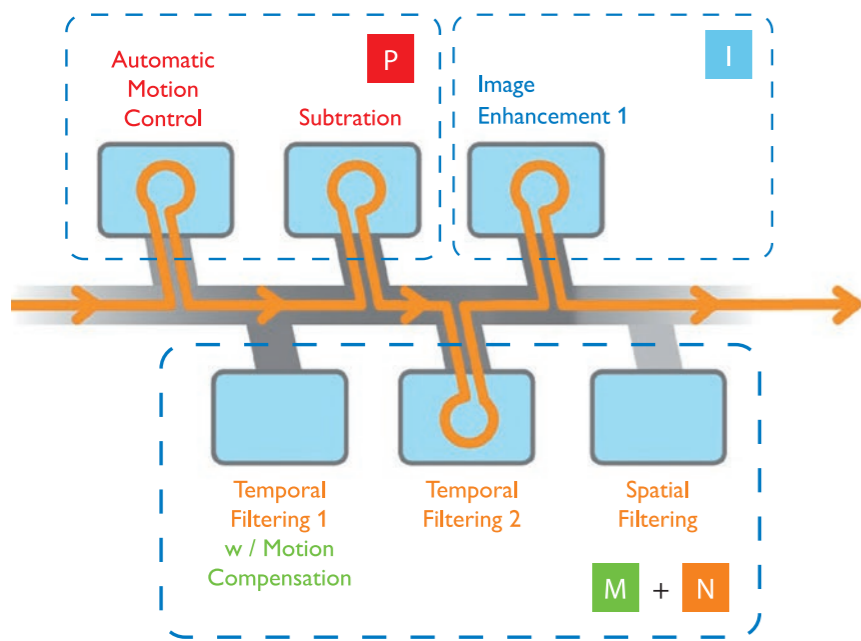 P
Automatic
Motion
Control
Subtration
I
Image
Enhancement 1
Temporal
Filtering 1
w / Motion
Compensation
Temporal
Filtering 2
Spatial
Filtering
M + N